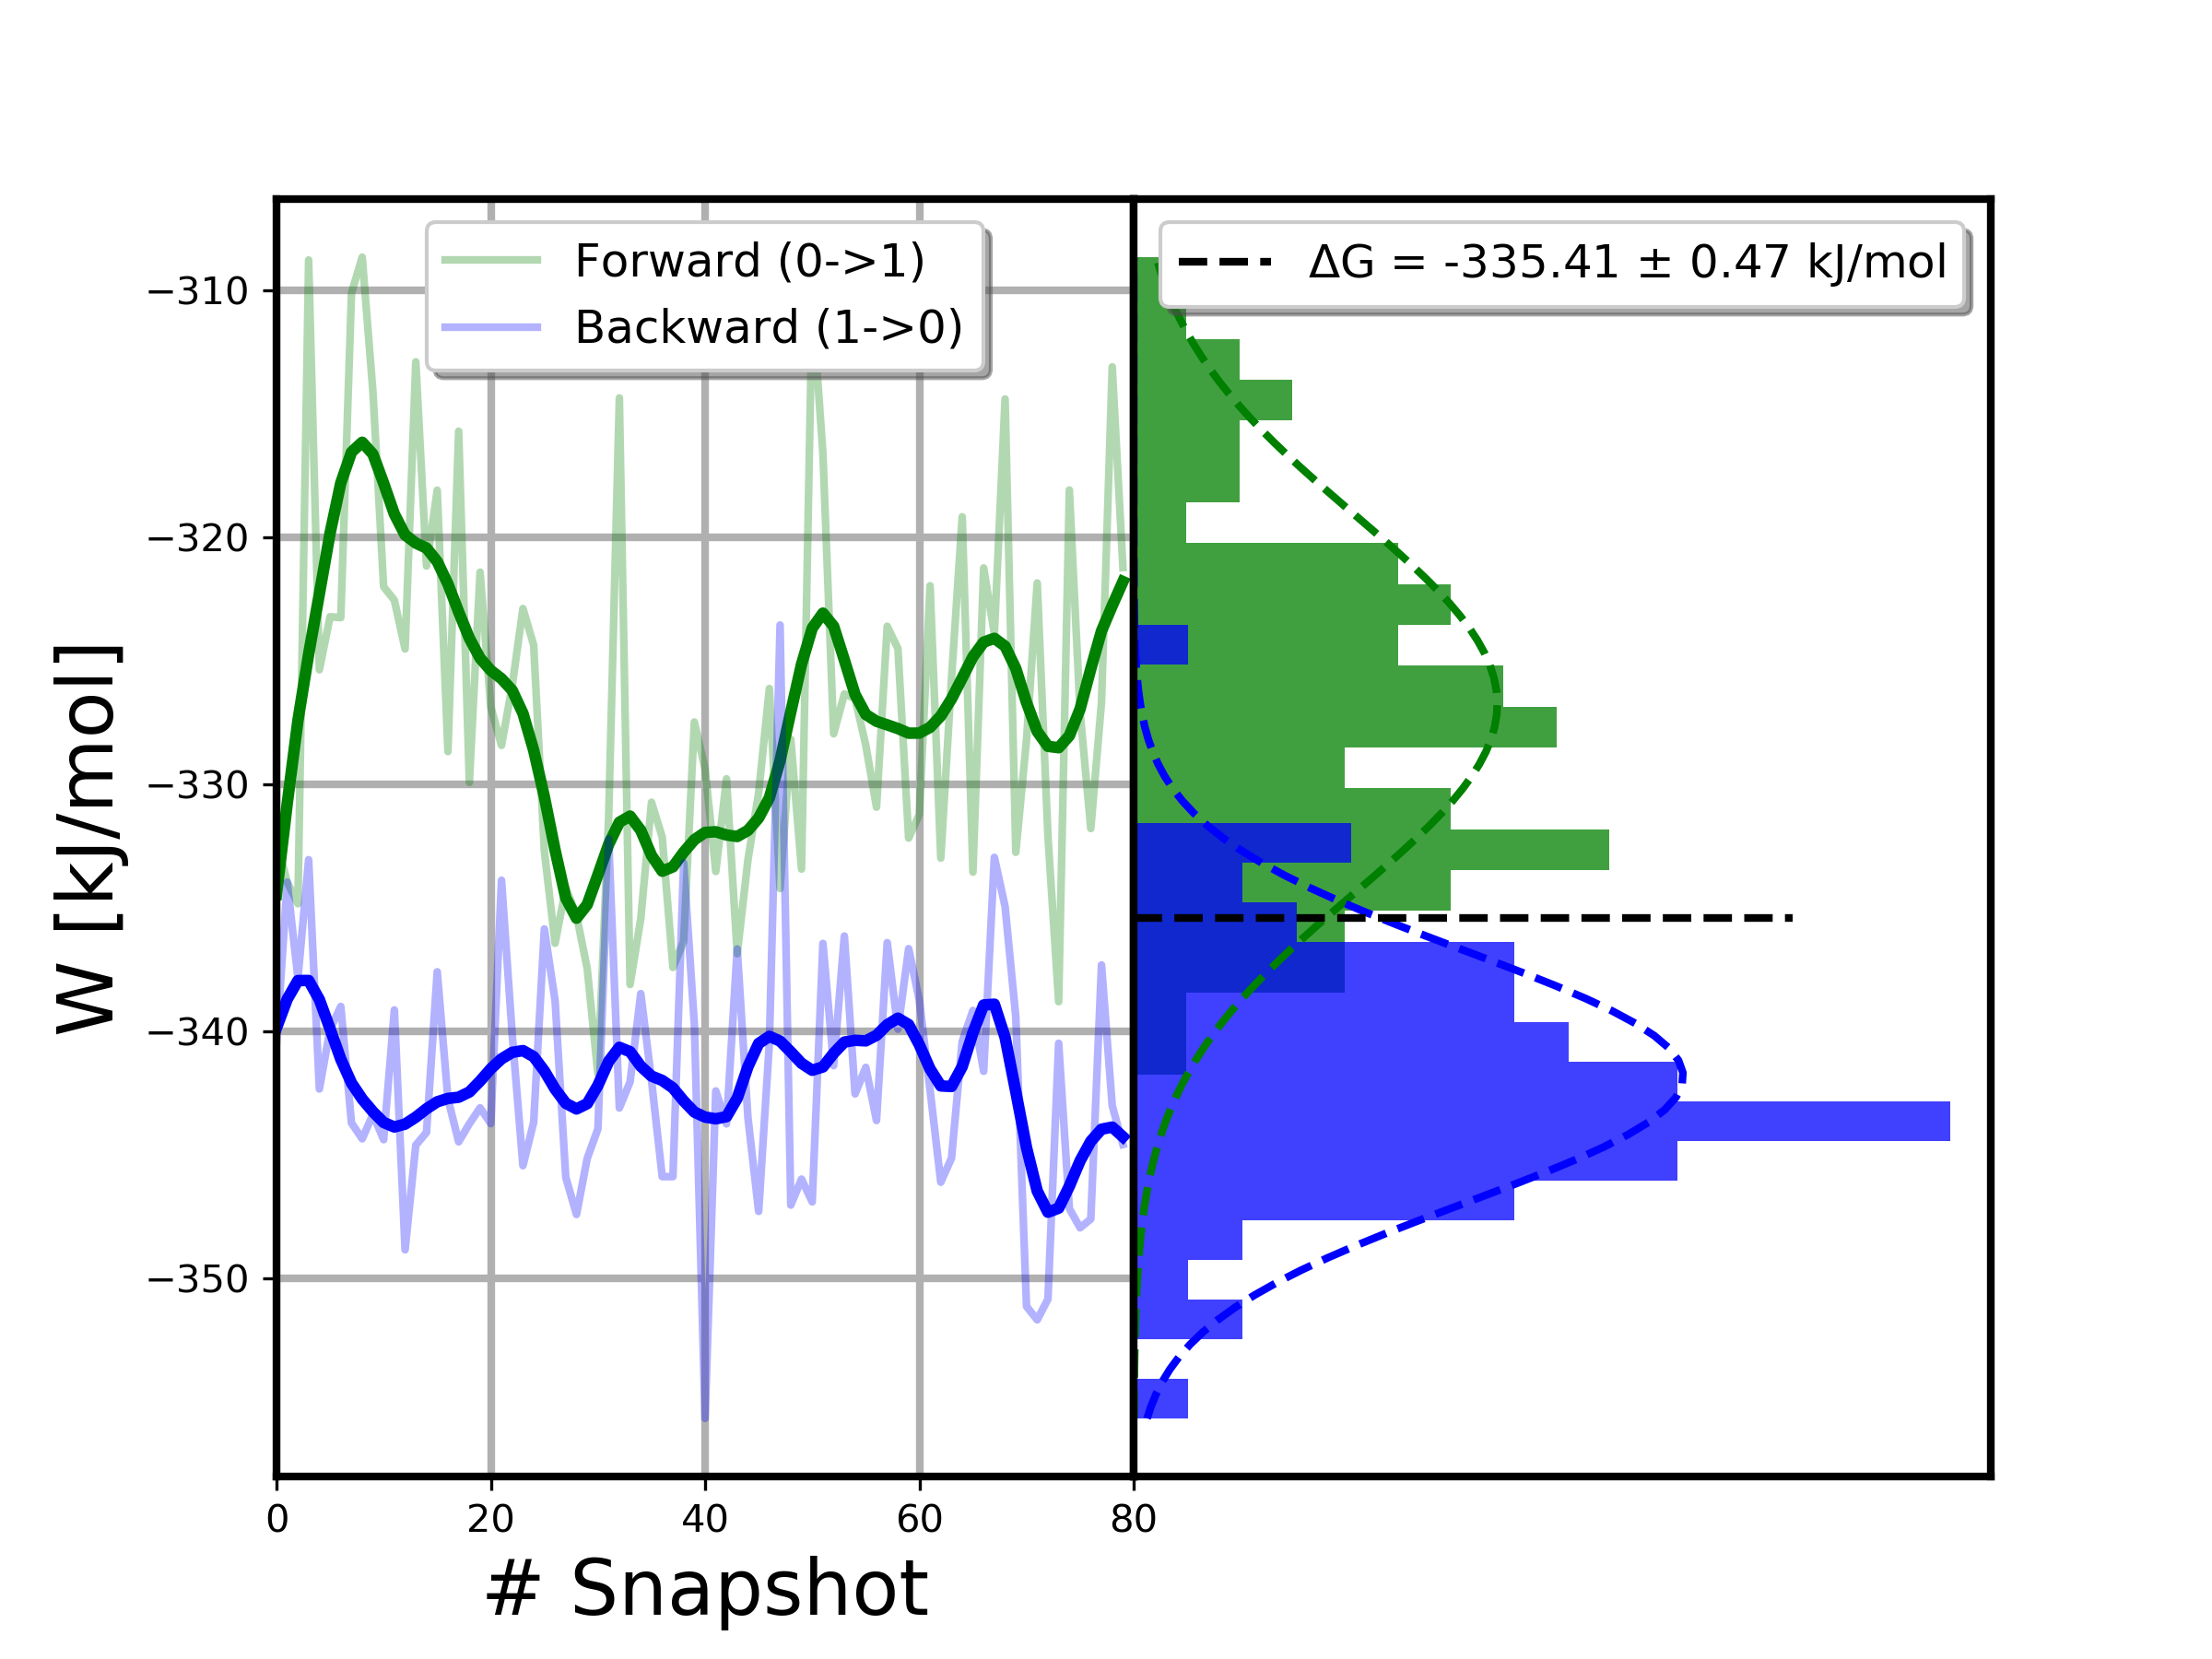 Forward (0->1)
Backward (1->0)
ΔG = -335.41 ± 0.47 kJ/mol
W [kJ/mol]
−310
−320
−330
−340
−350
0 20 40 60 80
# Snapshot